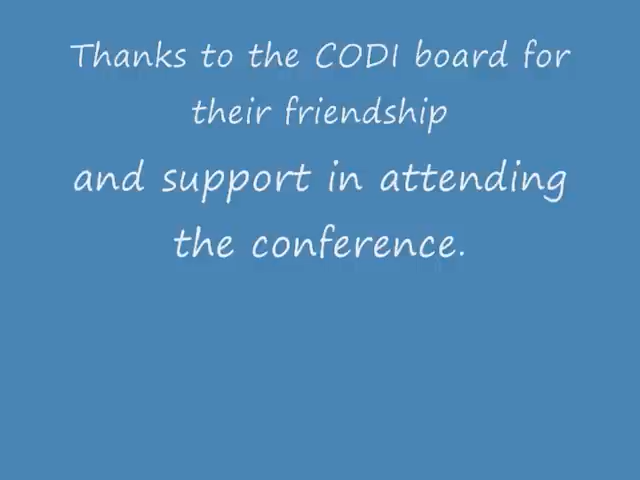 Thanks to the CODI board for
their friendship
and support in attending
the conference.